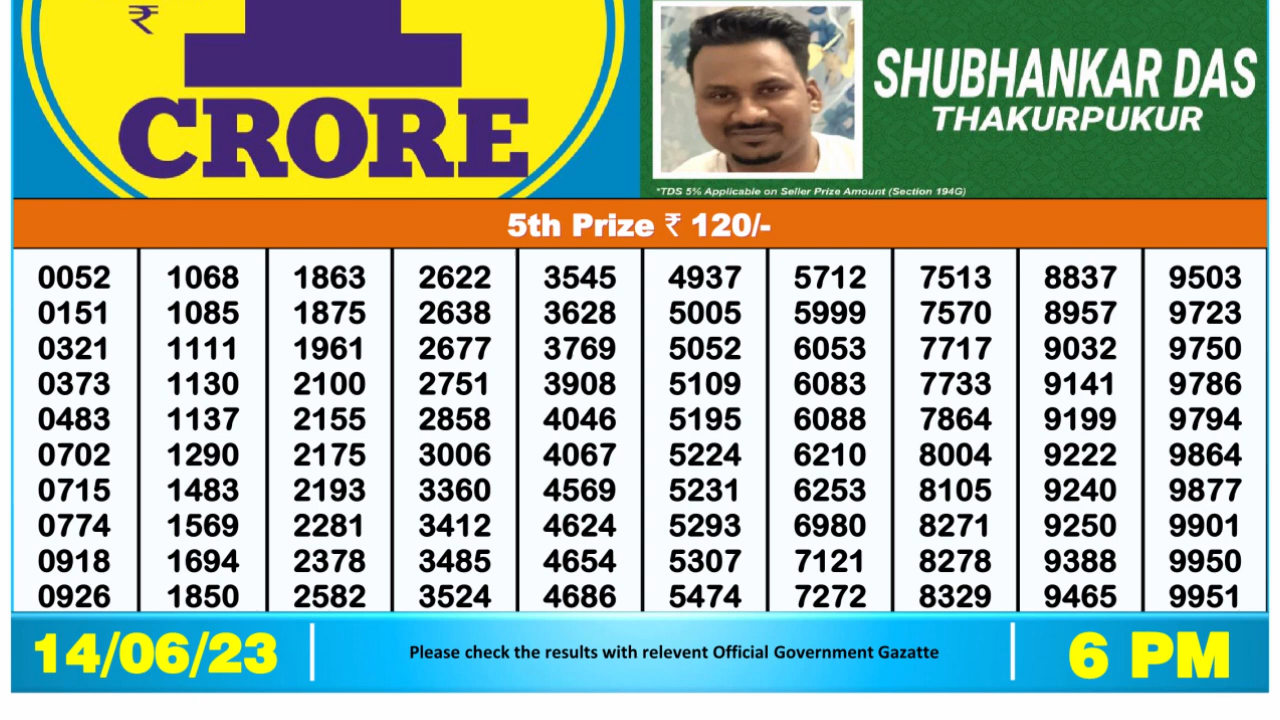 ₹
CRORE
SHUBHANKAR DAS
THAKURPUKUR
*TDS 5% Applicable on Seller Prize Amount (Section 194G)
5th Prize ₹ 120/-
0052 1068 1863 2622 3545 4937 5712 7513 8837 9503
0151 1085 1875 2638 3628 5005 5999 7570 8957 9723
0321 1111 1961 2677 3769 5052 6053 7717 9032 9750
0373 1130 2100 2751 3908 5109 6083 7733 9141 9786
0483 1137 2155 2858 4046 5195 6088 7864 9199 9794
0702 1290 2175 3006 4067 5224 6210 8004 9222 9864
0715 1483 2193 3360 4569 5231 6253 8105 9240 9877
0774 1569 2281 3412 4624 5293 6980 8271 9250 9901
0918 1694 2378 3485 4654 5307 7121 8278 9388 9950
0926 1850 2582 3524 4686 5474 7272 8329 9465 9951
14/06/23 Please check the results with relevent Official Government Gazatte 6 PM